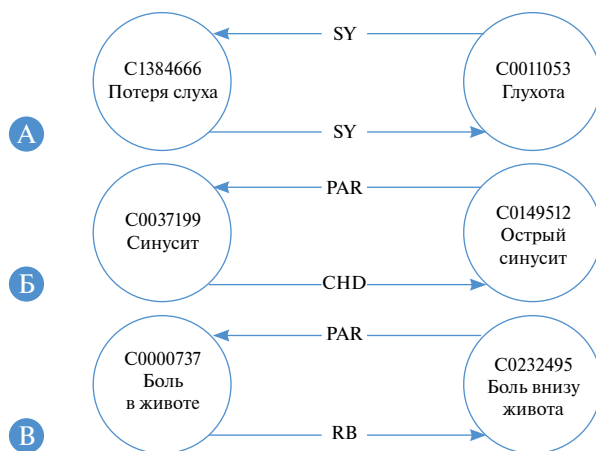 SY
C1384666
Потеря слуха
C0011053
Глухота
SY
А
PAR
C0037199
Синусит
C0149512
Острый
синусит
CHD
Б
PAR
C0000737
Боль
в животе
C0232495
Боль внизу
живота
RB
В